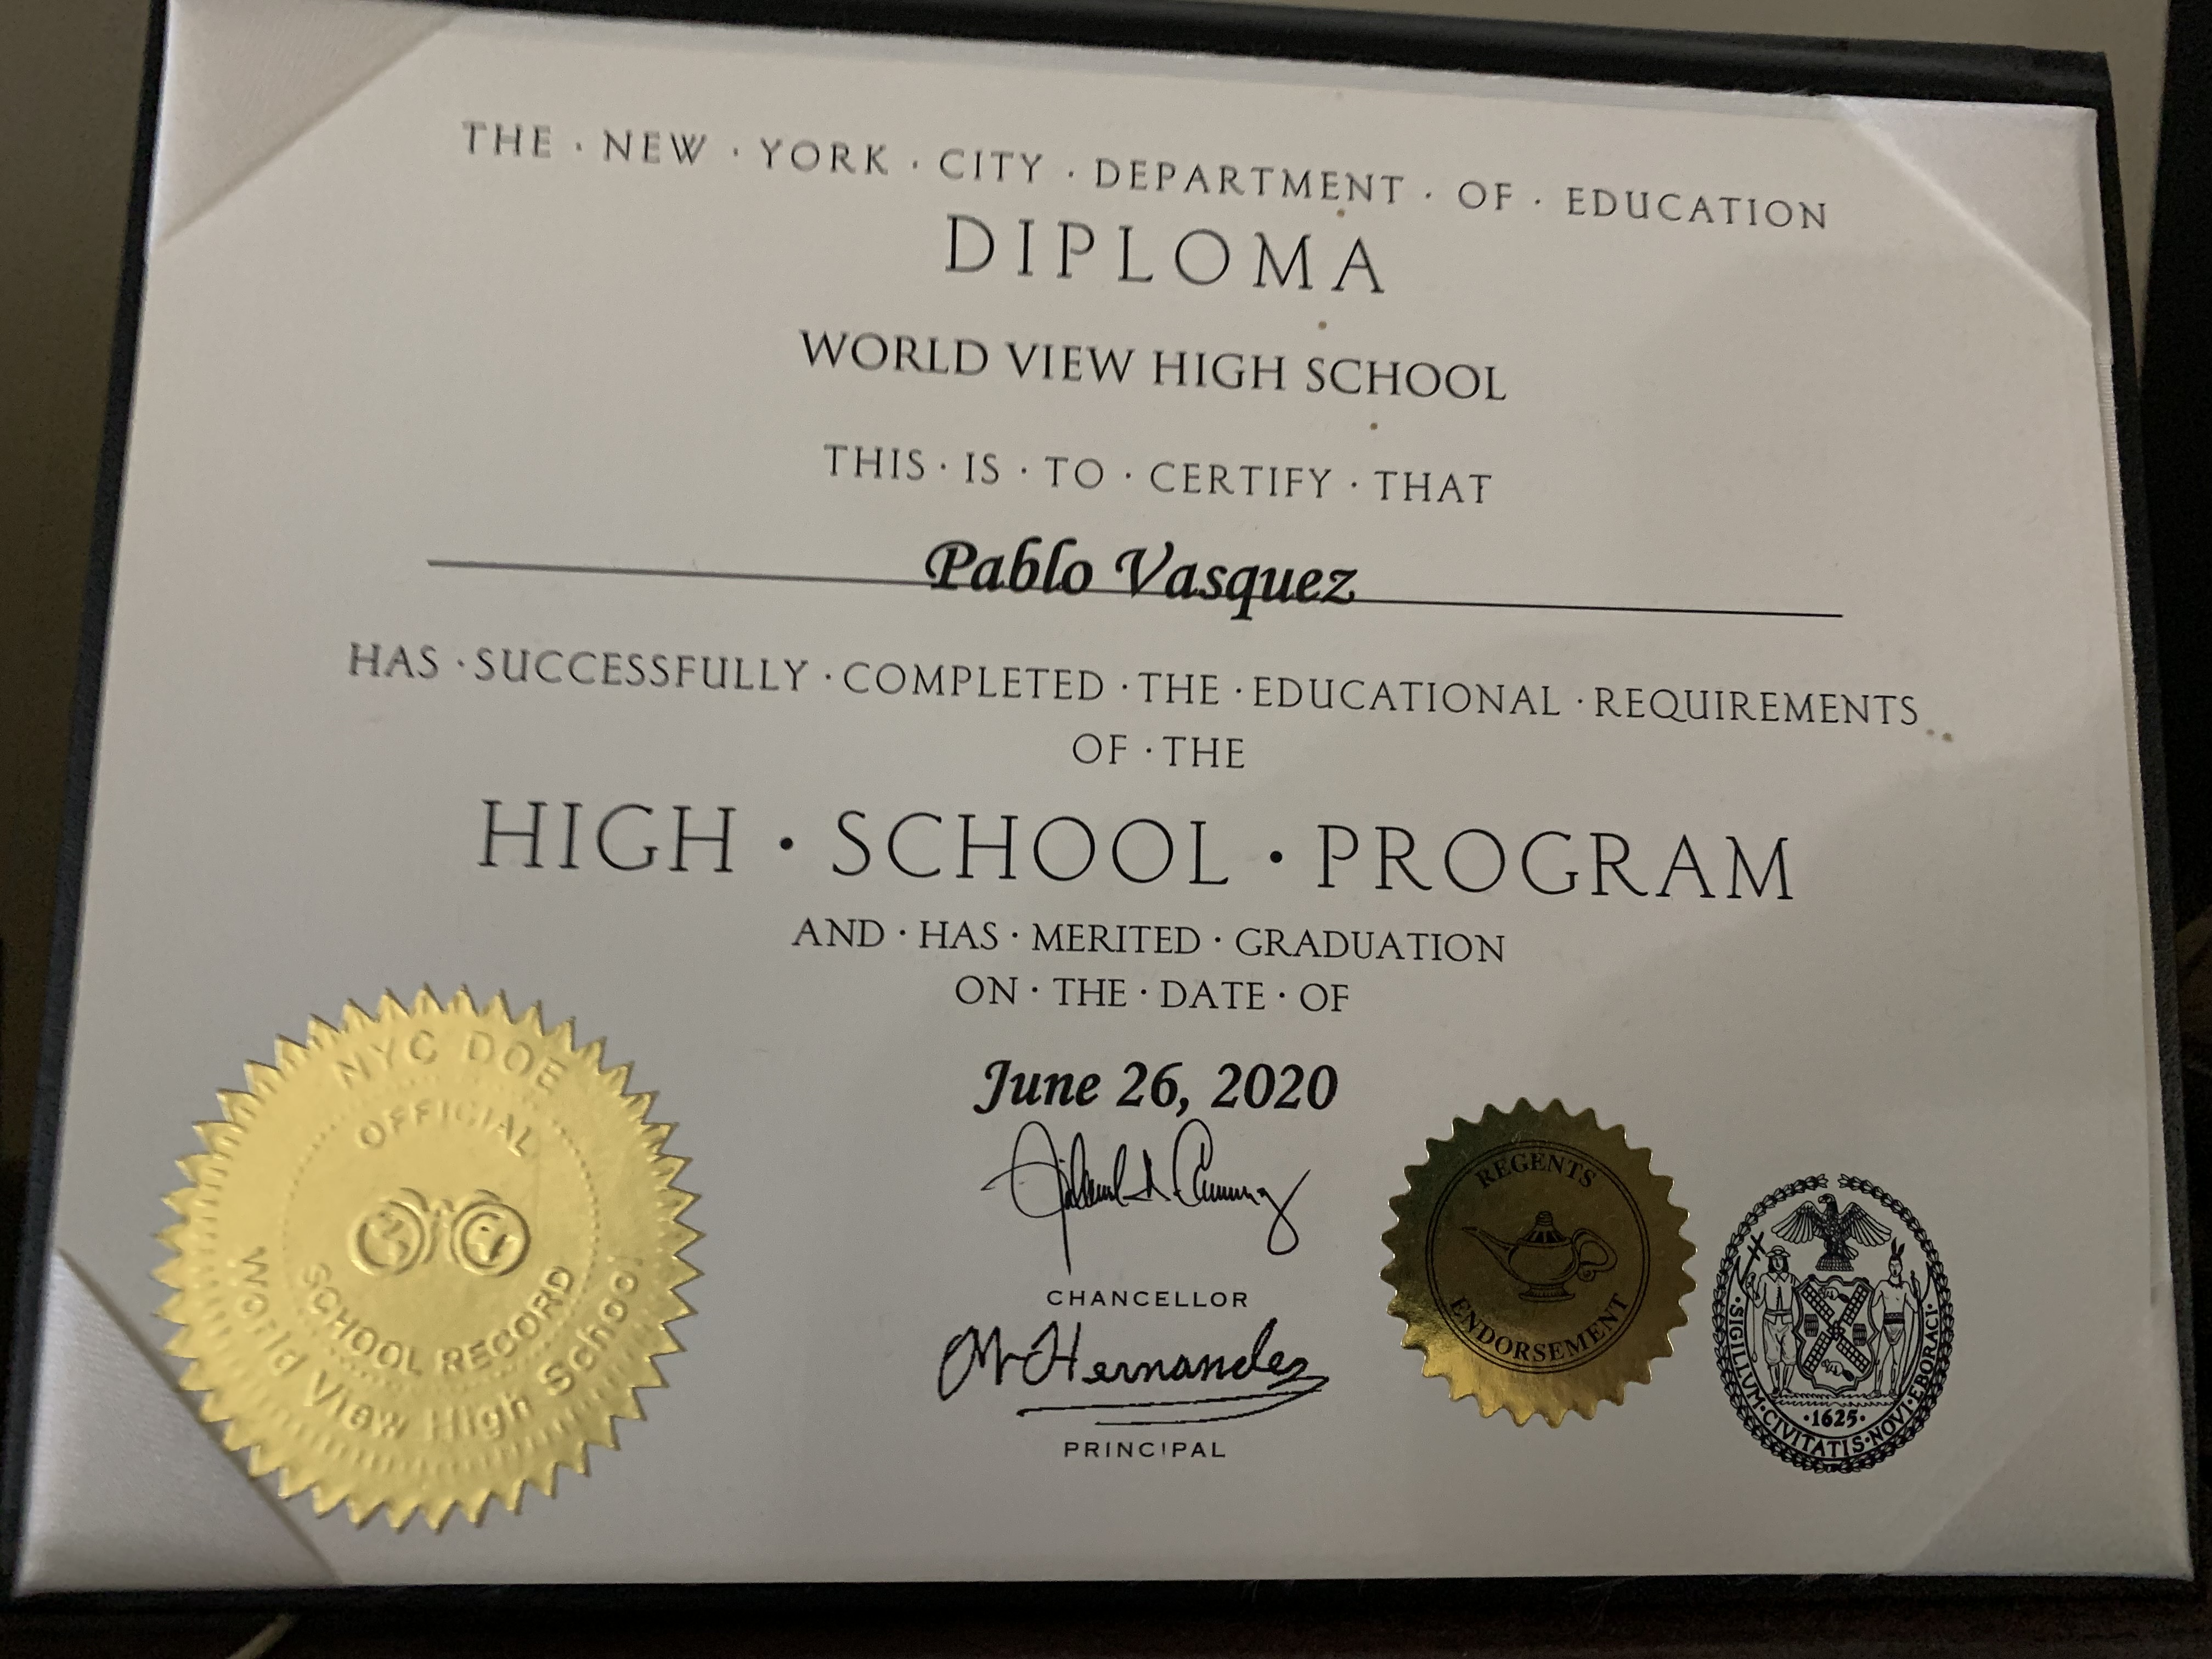 THE · NEW · YORK · CITY · DEPARTMENT · OF · EDUCATION
DIPLOMA
WORLD VIEW HIGH SCHOOL
THIS · IS · TO · CERTIFY · THAT
Pablo Vasquez
HAS · SUCCESSFULLY · COMPLETED · THE · EDUCATIONAL · REQUIREMENTS
OF · THE
HIGH · SCHOOL · PROGRAM
AND · HAS · MERITED · GRADUATION
ON · THE · DATE · OF
June 26, 2020
CHANCELLOR
Hernandez
PRINCIPAL
NYC DOE
OFFICIAL
SCHOOL RECORD
World View High School
REGENTS
ENDORSEMENT
· SIGILLUM · CIVITATIS · NOVI · EBORACI ·
· 1625 ·